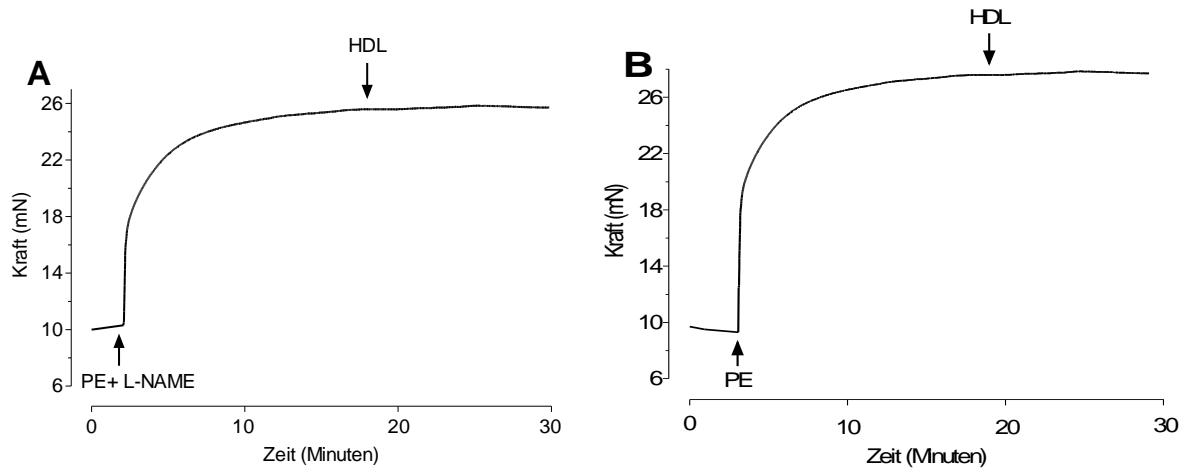 A
HDL
Kraft (mN)
26
22
18
14
10
6
PE+ L-NAME
0 10 20 30
Zeit (Minuten)
B
HDL
Kraft (mN)
26
22
18
14
10
6
PE
0 10 20 30
Zeit (Minuten)